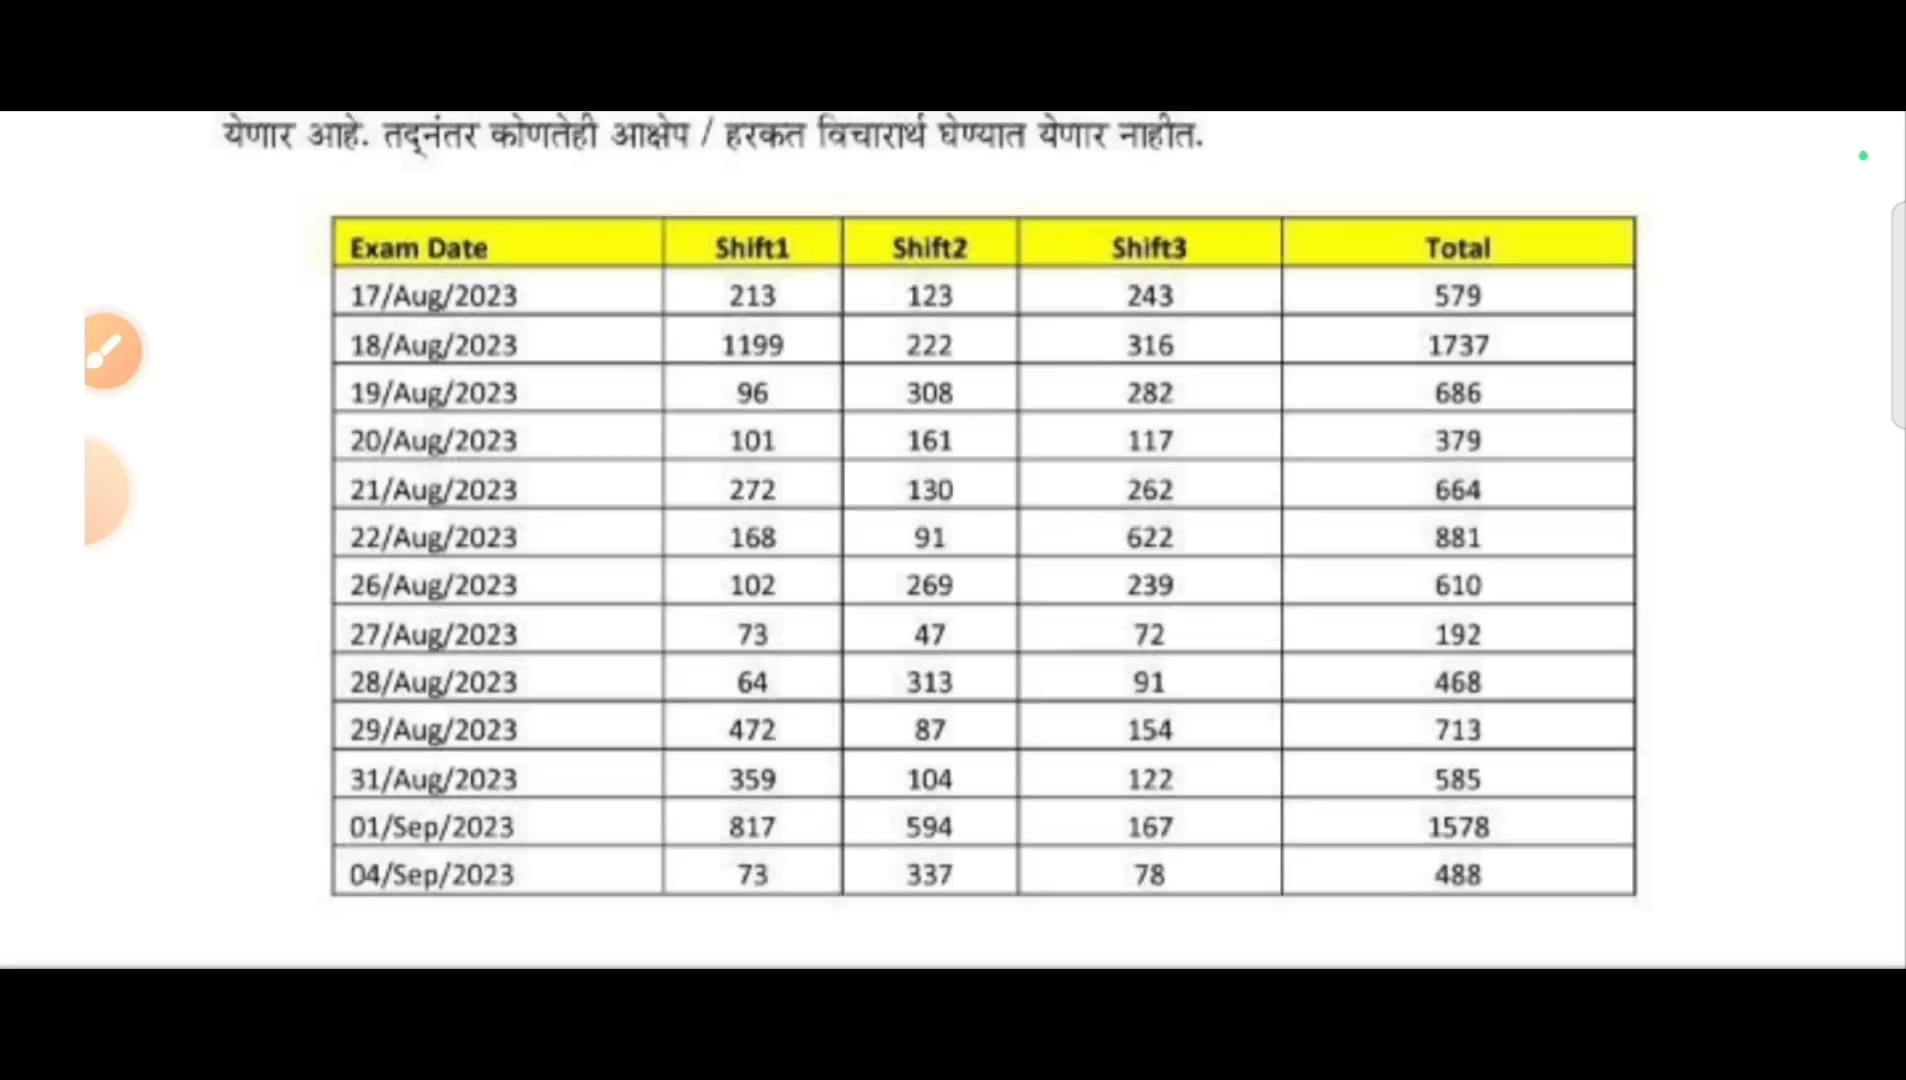 येणार आहे. तद्नंतर कोणतेही आक्षेप / हरकत विचारार्थ घेण्यात येणार नाहीत.
Exam Date Shift1 Shift2 Shift3 Total
17/Aug/2023 213 123 243 579
18/Aug/2023 1199 222 316 1737
19/Aug/2023 96 308 282 686
20/Aug/2023 101 161 117 379
21/Aug/2023 272 130 262 664
22/Aug/2023 168 91 622 881
26/Aug/2023 102 269 239 610
27/Aug/2023 73 47 72 192
28/Aug/2023 64 313 91 468
29/Aug/2023 472 87 154 713
31/Aug/2023 359 104 122 585
01/Sep/2023 817 594 167 1578
04/Sep/2023 73 337 78 488